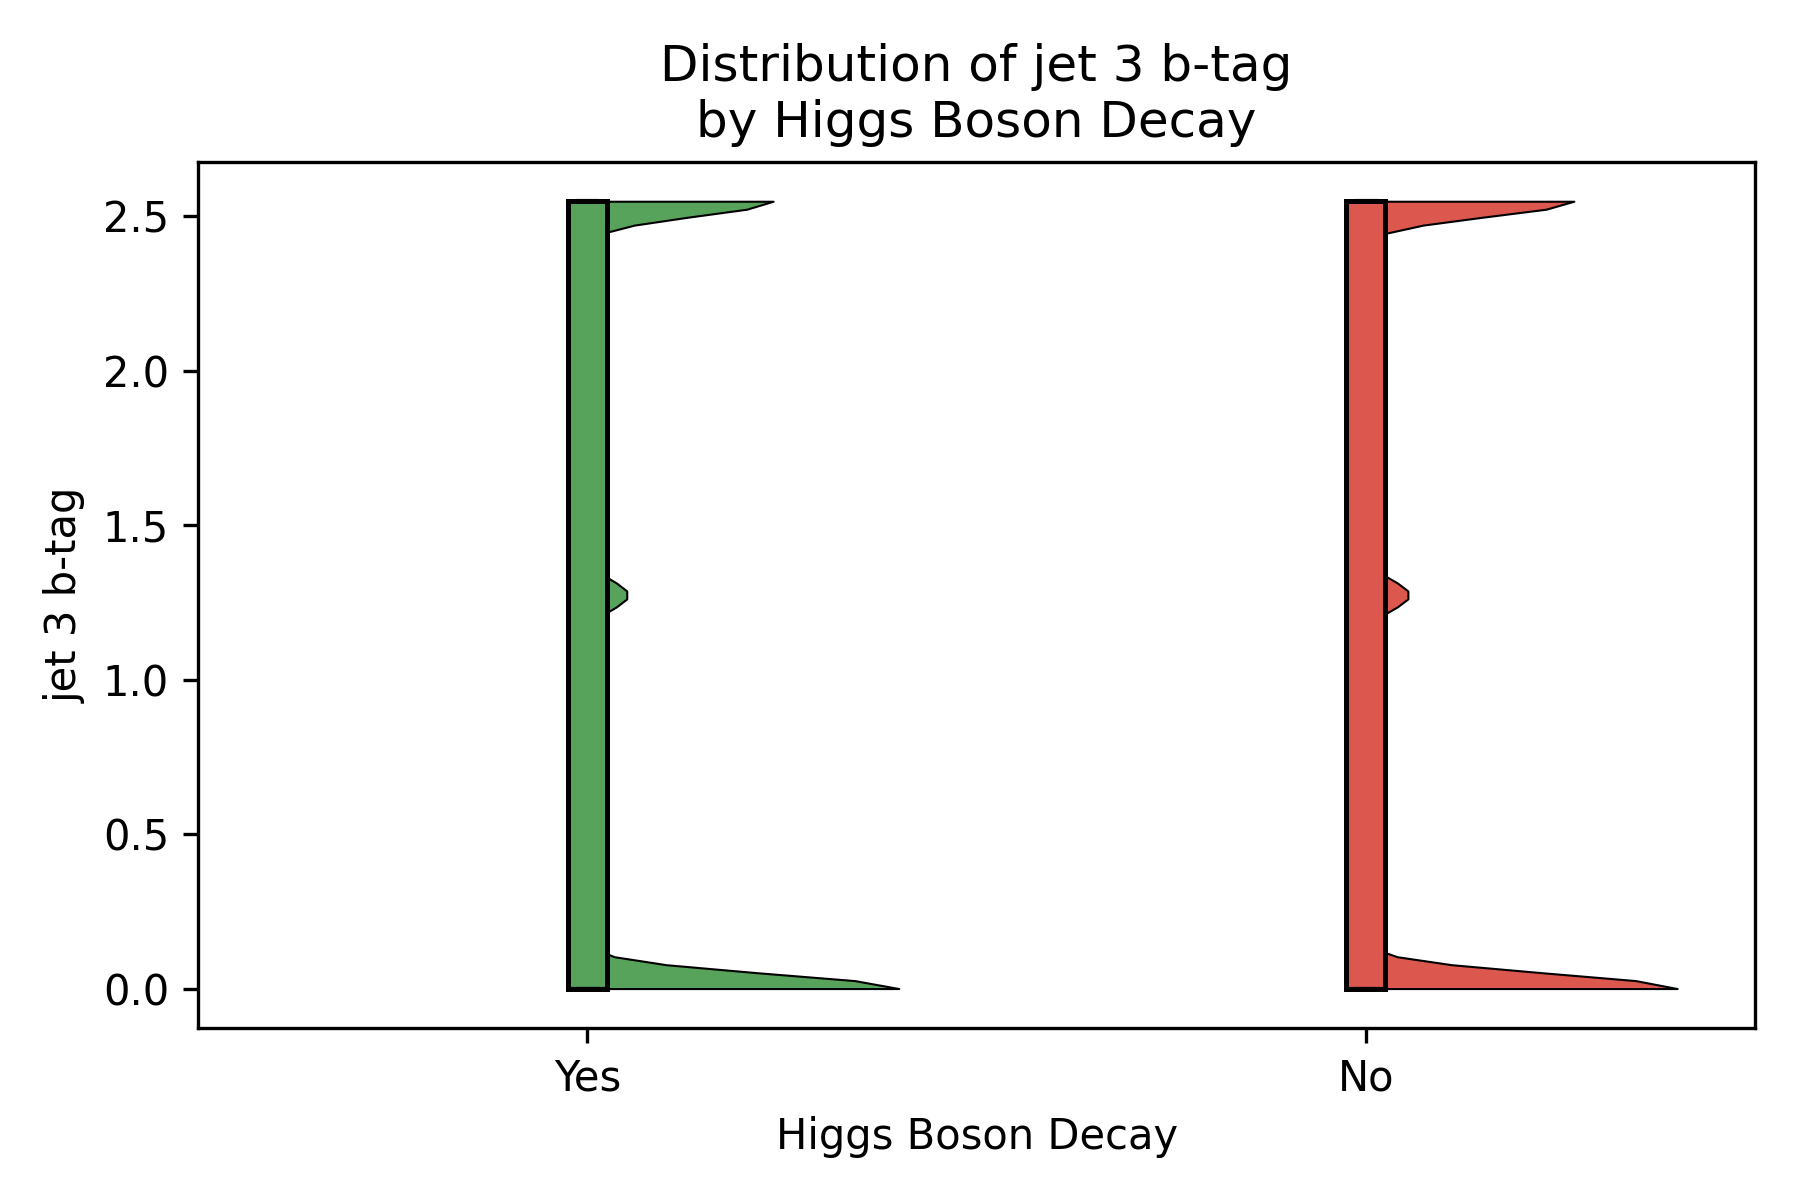 Distribution of jet 3 b-tag
by Higgs Boson Decay
jet 3 b-tag
2.5
2.0
1.5
1.0
0.5
0.0
Yes
No
Higgs Boson Decay